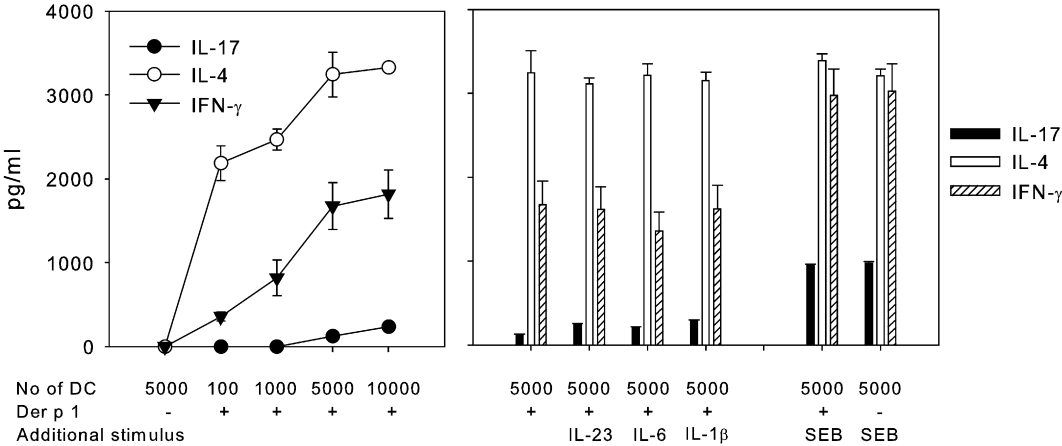 4000
3000
2000
1000
0
pg/ml
IL-17
IL-4
IFN-γ
IL-17
IL-4
IFN-γ
No of DC 5000 100 1000 5000 10000 5000 5000 5000 5000 5000 5000
Der p 1 - + + + + + + + + + -
Additional stimulus IL-23 IL-6 IL-1β SEB SEB